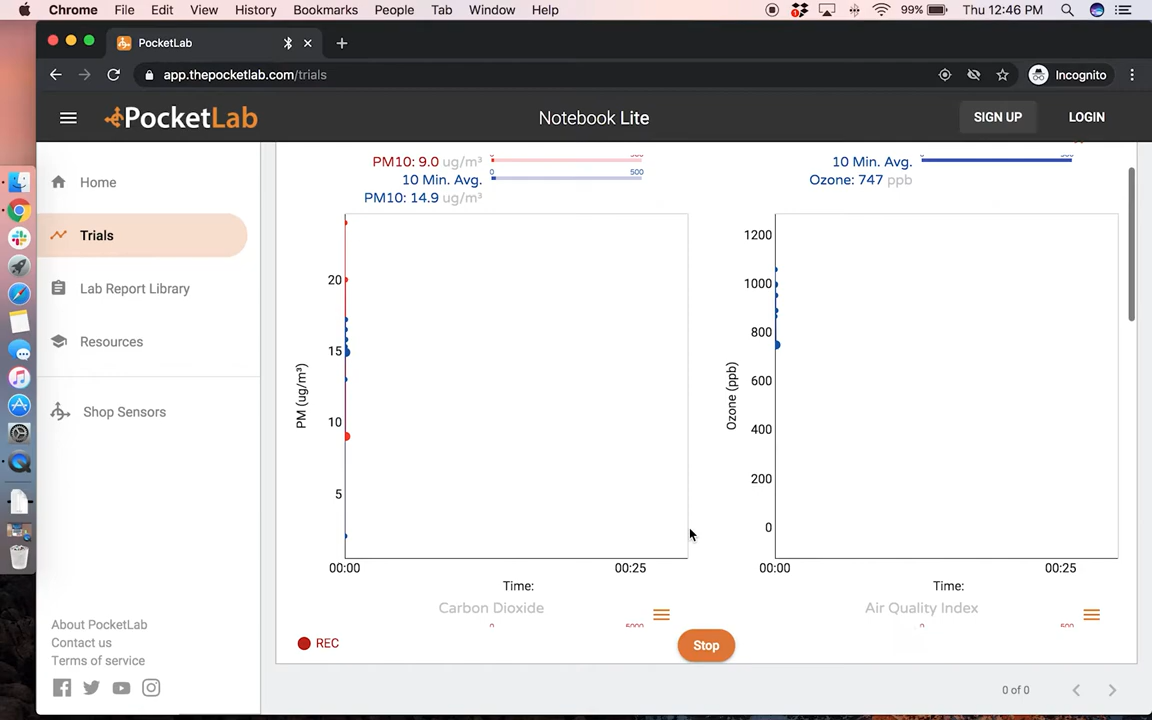 Chrome File Edit View History Bookmarks People Tab Window Help 99% Thu 12:46 PM
PocketLab
app.thepocketlab.com/trials Incognito
PocketLab Notebook Lite SIGN UP LOGIN
Home
Trials
Lab Report Library
Resources
Shop Sensors
About PocketLab
Contact us
Terms of service
PM10: 9.0 ug/m³
10 Min. Avg. 0 500
PM10: 14.9 ug/m³
20
15
10
5
PM (ug/m³)
00:00 00:25
Time:
10 Min. Avg.
Ozone: 747 ppb
1200
1000
800
600
400
200
0
Ozone (ppb)
00:00 00:25
Time:
Carbon Dioxide
Air Quality Index
REC
Stop
0 of 0